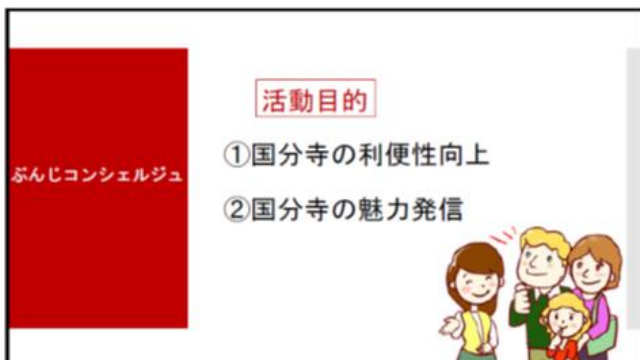 ぶんじコンシェルジュ
活動目的
①国分寺の利便性向上
②国分寺の魅力発信